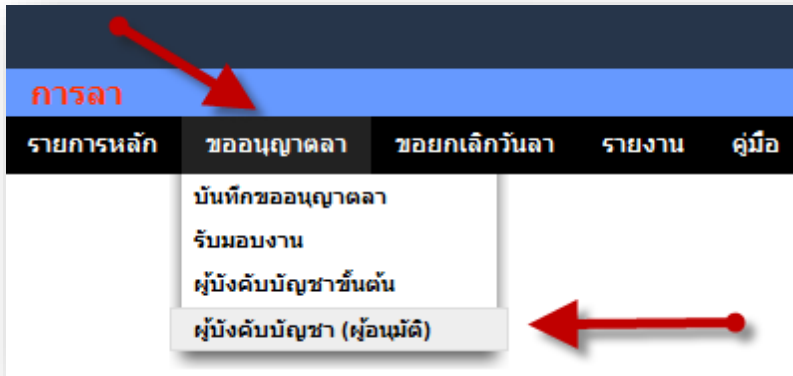 การลา
รายการหลัก ขออนุญาตลา ขอยกเลิกวันลา รายงาน คู่มือ
บันทึกขออนุญาตลา
รับมอบงาน
ผู้บังคับบัญชาขั้นต้น
ผู้บังคับบัญชา (ผู้อนุมัติ)